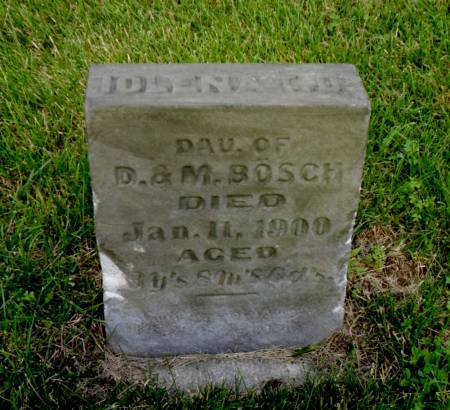 DAU. OF
D. & M. BÖSCH
DIED
Jan. 11, 1900
AGED